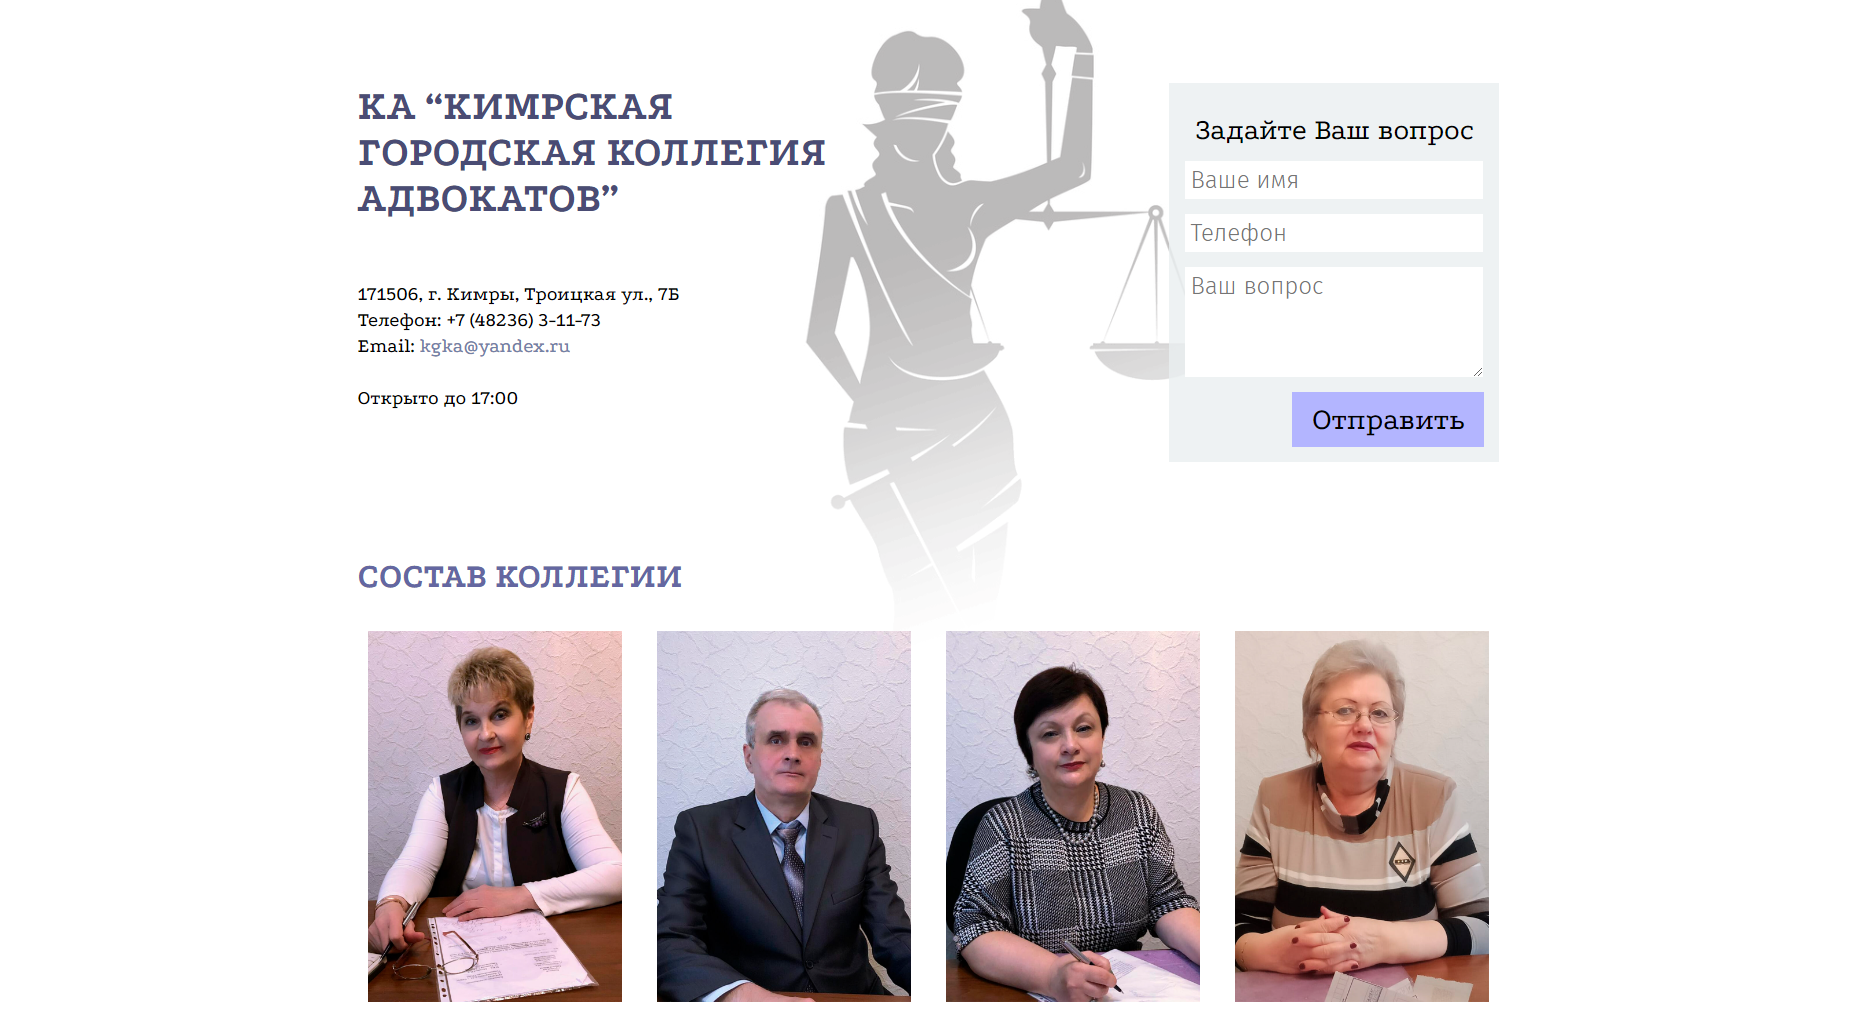 КА “КИМРСКАЯ
ГОРОДСКАЯ КОЛЛЕГИЯ
АДВОКАТОВ”
171506, г. Кимры, Троицкая ул., 7Б
Телефон: +7 (48236) 3-11-73
Email: kgka@yandex.ru
Открыто до 17:00
Задайте Ваш вопрос
Ваше имя
Телефон
Ваш вопрос
Отправить
СОСТАВ КОЛЛЕГИИ